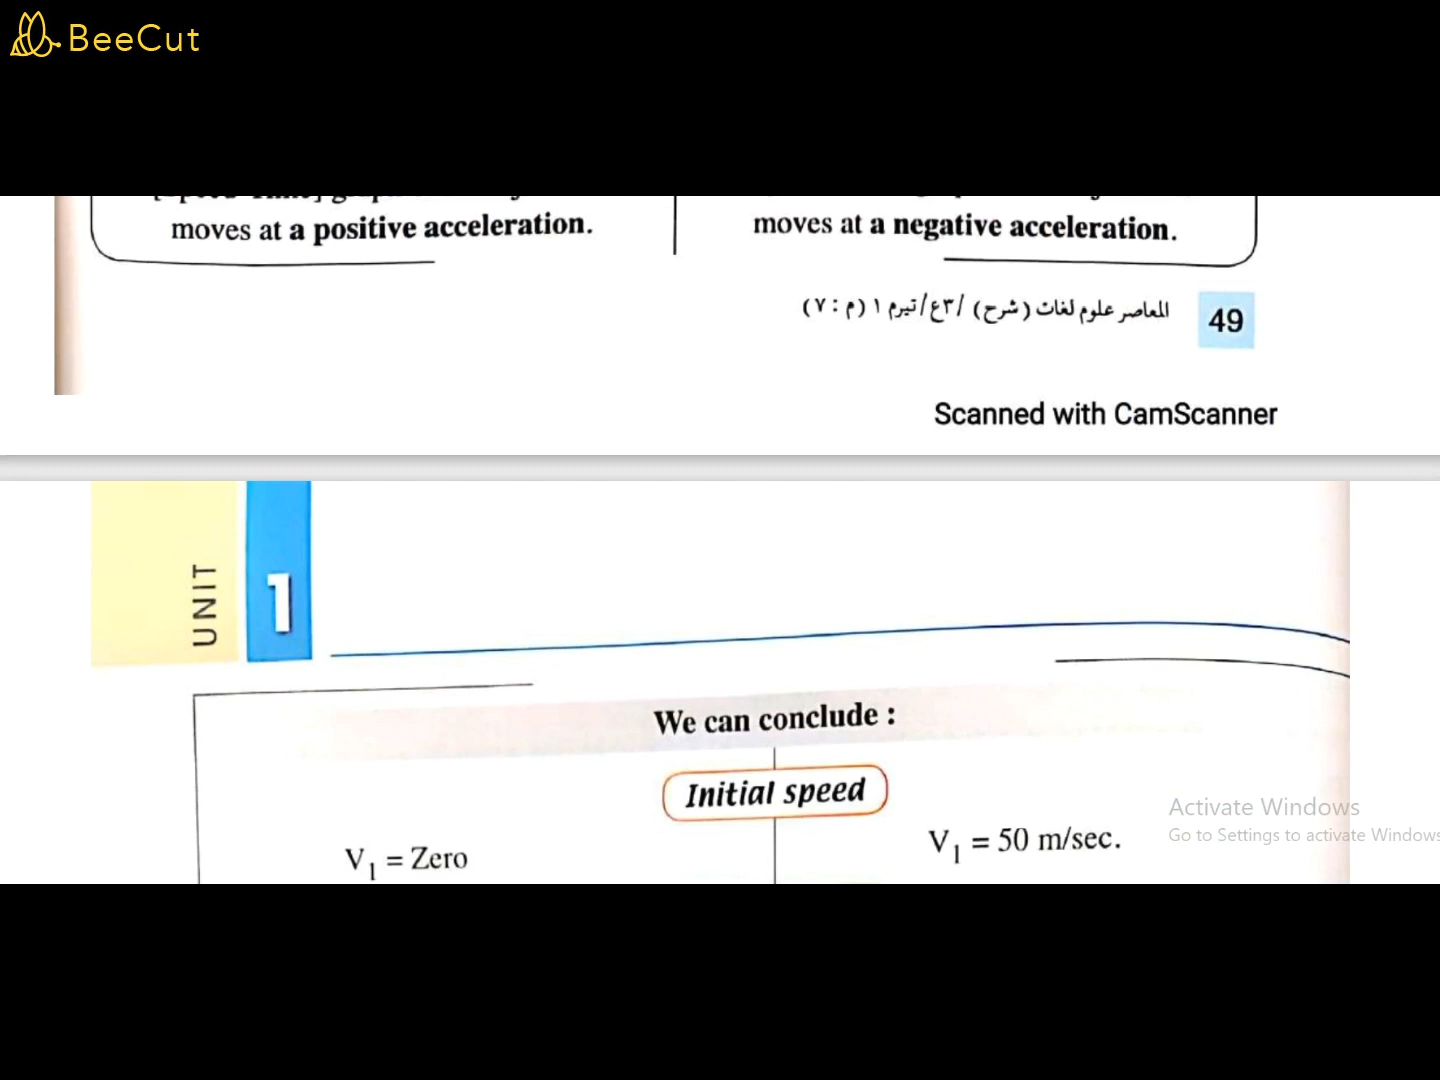 BeeCut
moves at a positive acceleration.
moves at a negative acceleration.
المعاصر علوم لغات (شرح) /٣ع/تيرم ١ (م : ٧)
49
Scanned with CamScanner
UNIT
1
We can conclude :
Initial speed
V1 = Zero
V1 = 50 m/sec.
Activate Windows
Go to Settings to activate Windows